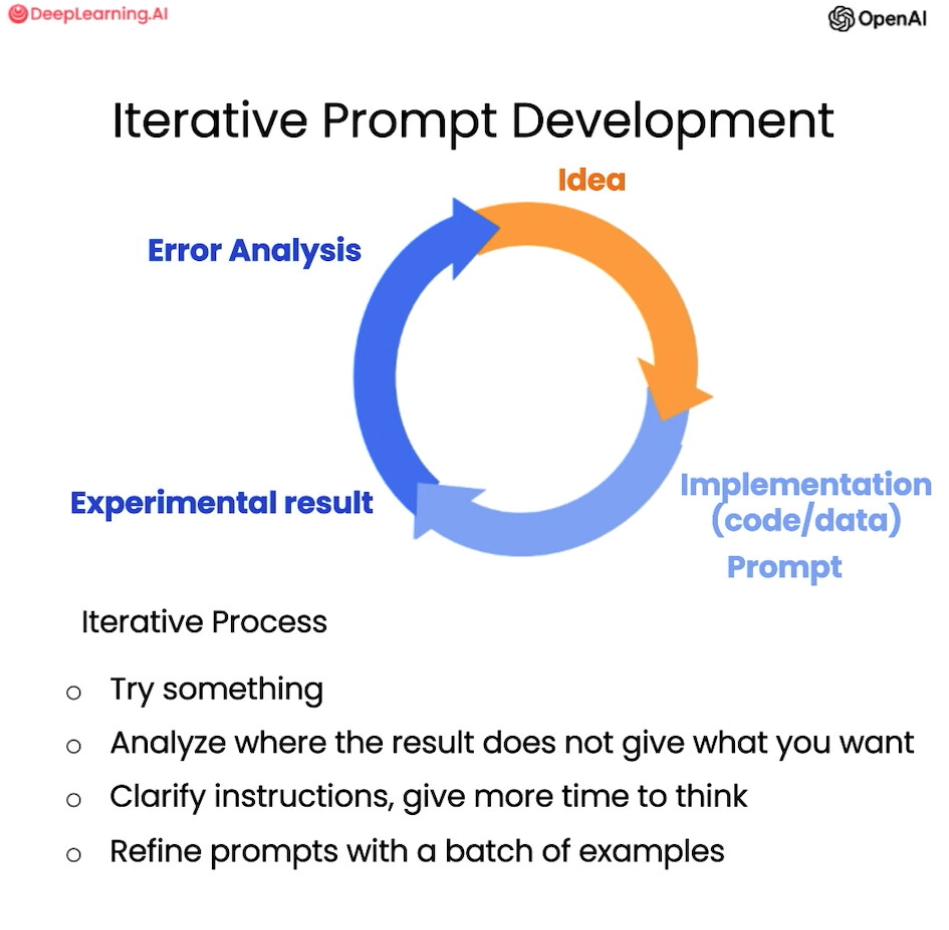 DeepLearning.AI
OpenAI
Iterative Prompt Development
Idea
Error Analysis
Experimental result
Implementation
(code/data)
Prompt
Iterative Process
Try something
Analyze where the result does not give what you want
Clarify instructions, give more time to think
Refine prompts with a batch of examples